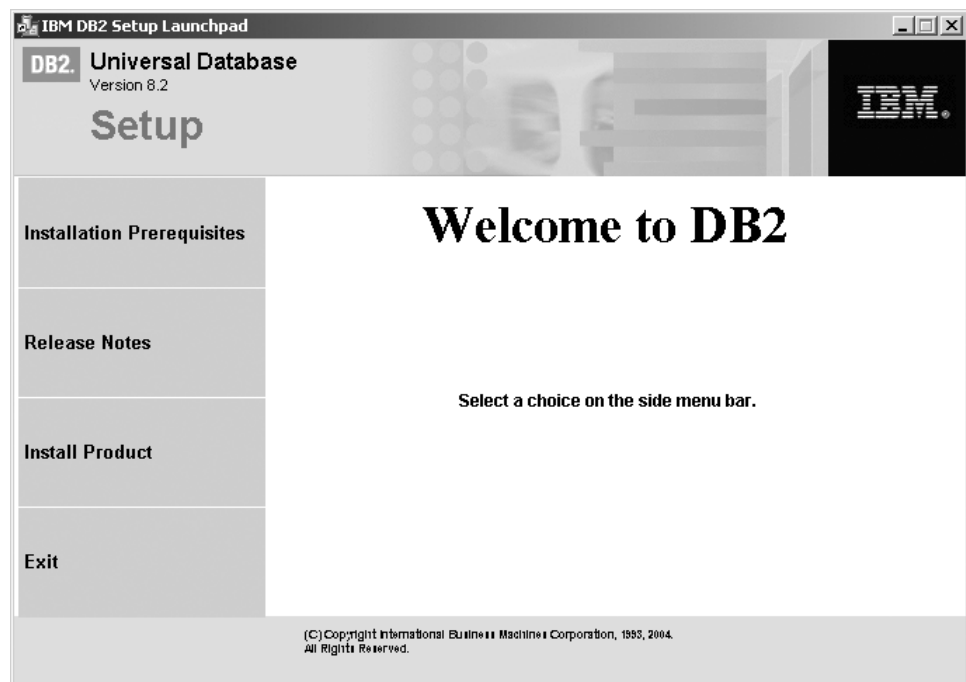 IBM DB2 Setup Launchpad
DB2. Universal Database
Version 8.2
Setup
IBM®
Installation Prerequisites
Welcome to DB2
Release Notes
Select a choice on the side menu bar.
Install Product
Exit
(C) Copyright International Business Machines Corporation, 1993, 2004.
All Rights Reserved.